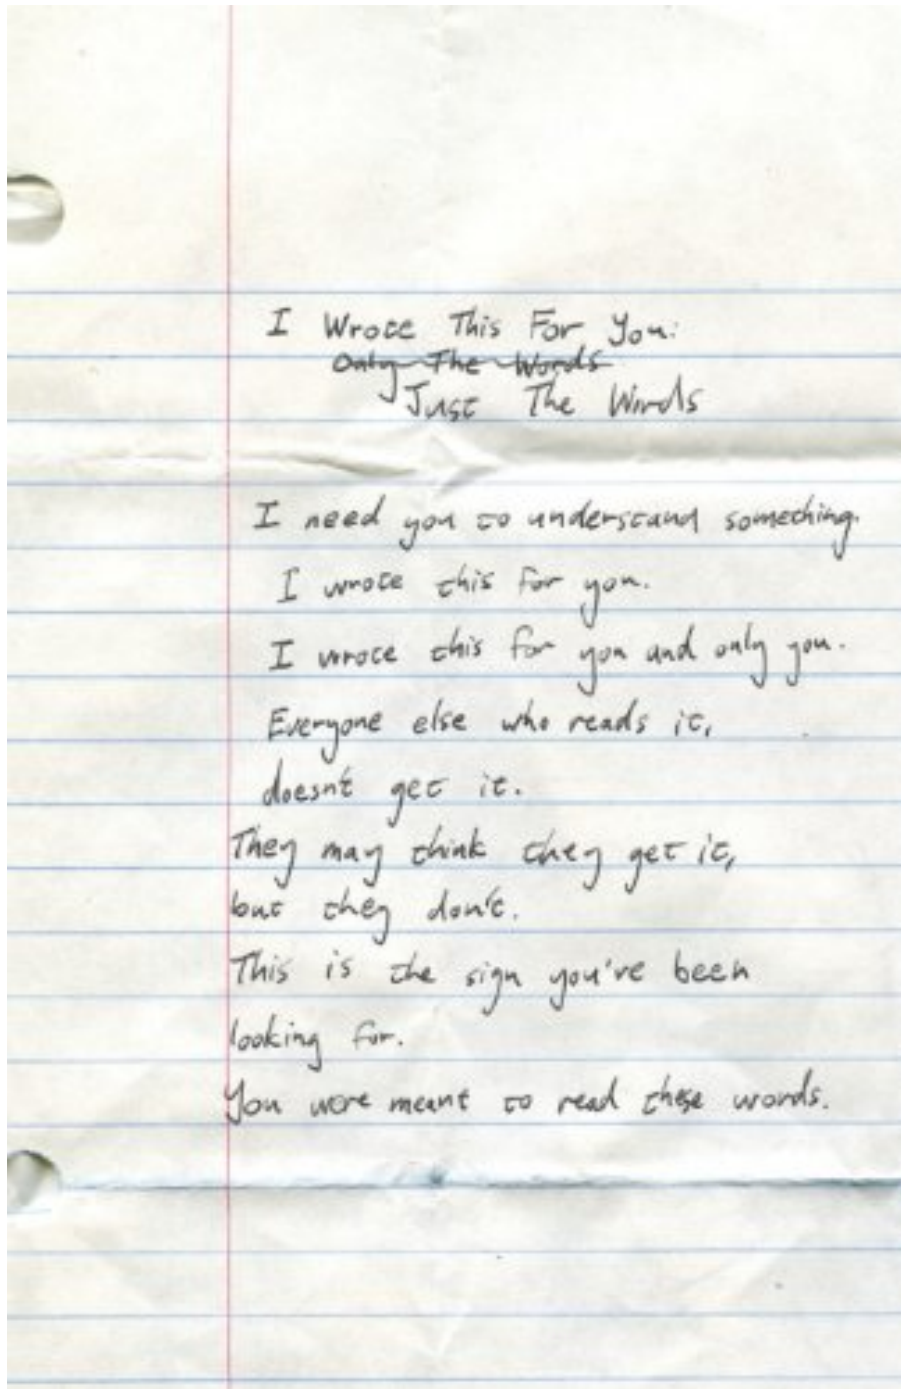 I Wrote This For You:
Only The Words
Just The Words
I need you to understand something.
I wrote this for you.
I wrote this for you and only you.
Everyone else who reads it,
doesn't get it.
They may think they get it,
but they don't.
This is the sign you've been
looking for.
You were meant to read these words.